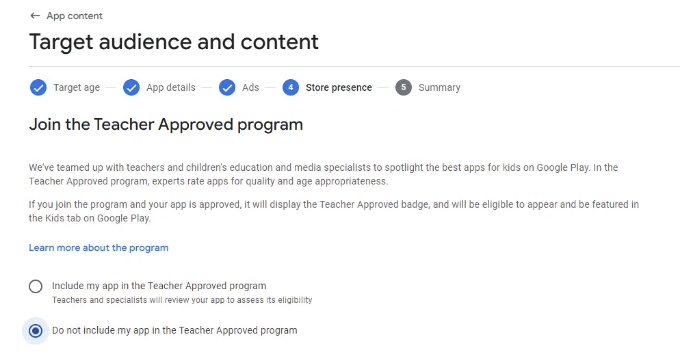 ← App content
Target audience and content
Target age
App details
Ads
4 Store presence
5 Summary
Join the Teacher Approved program
We've teamed up with teachers and children's education and media specialists to spotlight the best apps for kids on Google Play. In the
Teacher Approved program, experts rate apps for quality and age appropriateness.
If you join the program and your app is approved, it will display the Teacher Approved badge, and will be eligible to appear and be featured in
the Kids tab on Google Play.
Learn more about the program
Include my app in the Teacher Approved program
Teachers and specialists will review your app to assess its eligibility
Do not include my app in the Teacher Approved program